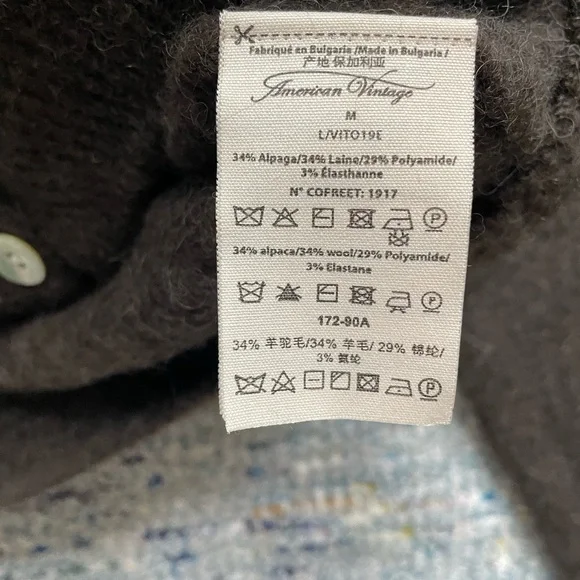 Fabriqué en Bulgarie /Made in Bulgaria /
产地 保加利亚
American Vintage
M
L/VITO19E
34% Alpaga/34% Laine/29% Polyamide/
3% Élasthanne
N° COFREET: 1917
P
34% alpaca/34% wool/29% Polyamide/
3% Elastane
P
172-90A
34% 羊驼毛/34% 羊毛/ 29% 锦纶/
3% 氨纶
P